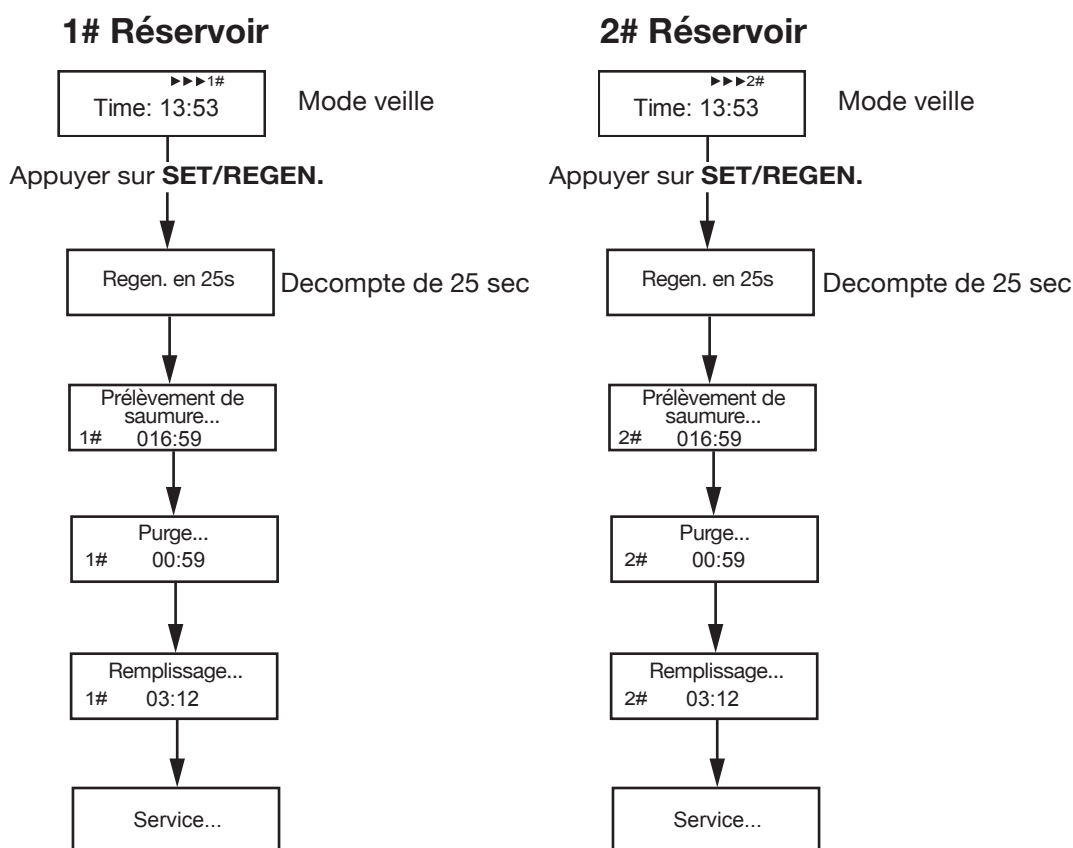 1# Réservoir
►►►1#
Time: 13:53
Mode veille
Appuyer sur SET/REGEN.
Regen. en 25s
Decompte de 25 sec
Prélèvement de
saumure...
1# 016:59
Purge...
1# 00:59
Remplissage...
1# 03:12
Service...
2# Réservoir
►►►2#
Time: 13:53
Mode veille
Appuyer sur SET/REGEN.
Regen. en 25s
Decompte de 25 sec
Prélèvement de
saumure...
2# 016:59
Purge...
2# 00:59
Remplissage...
2# 03:12
Service...